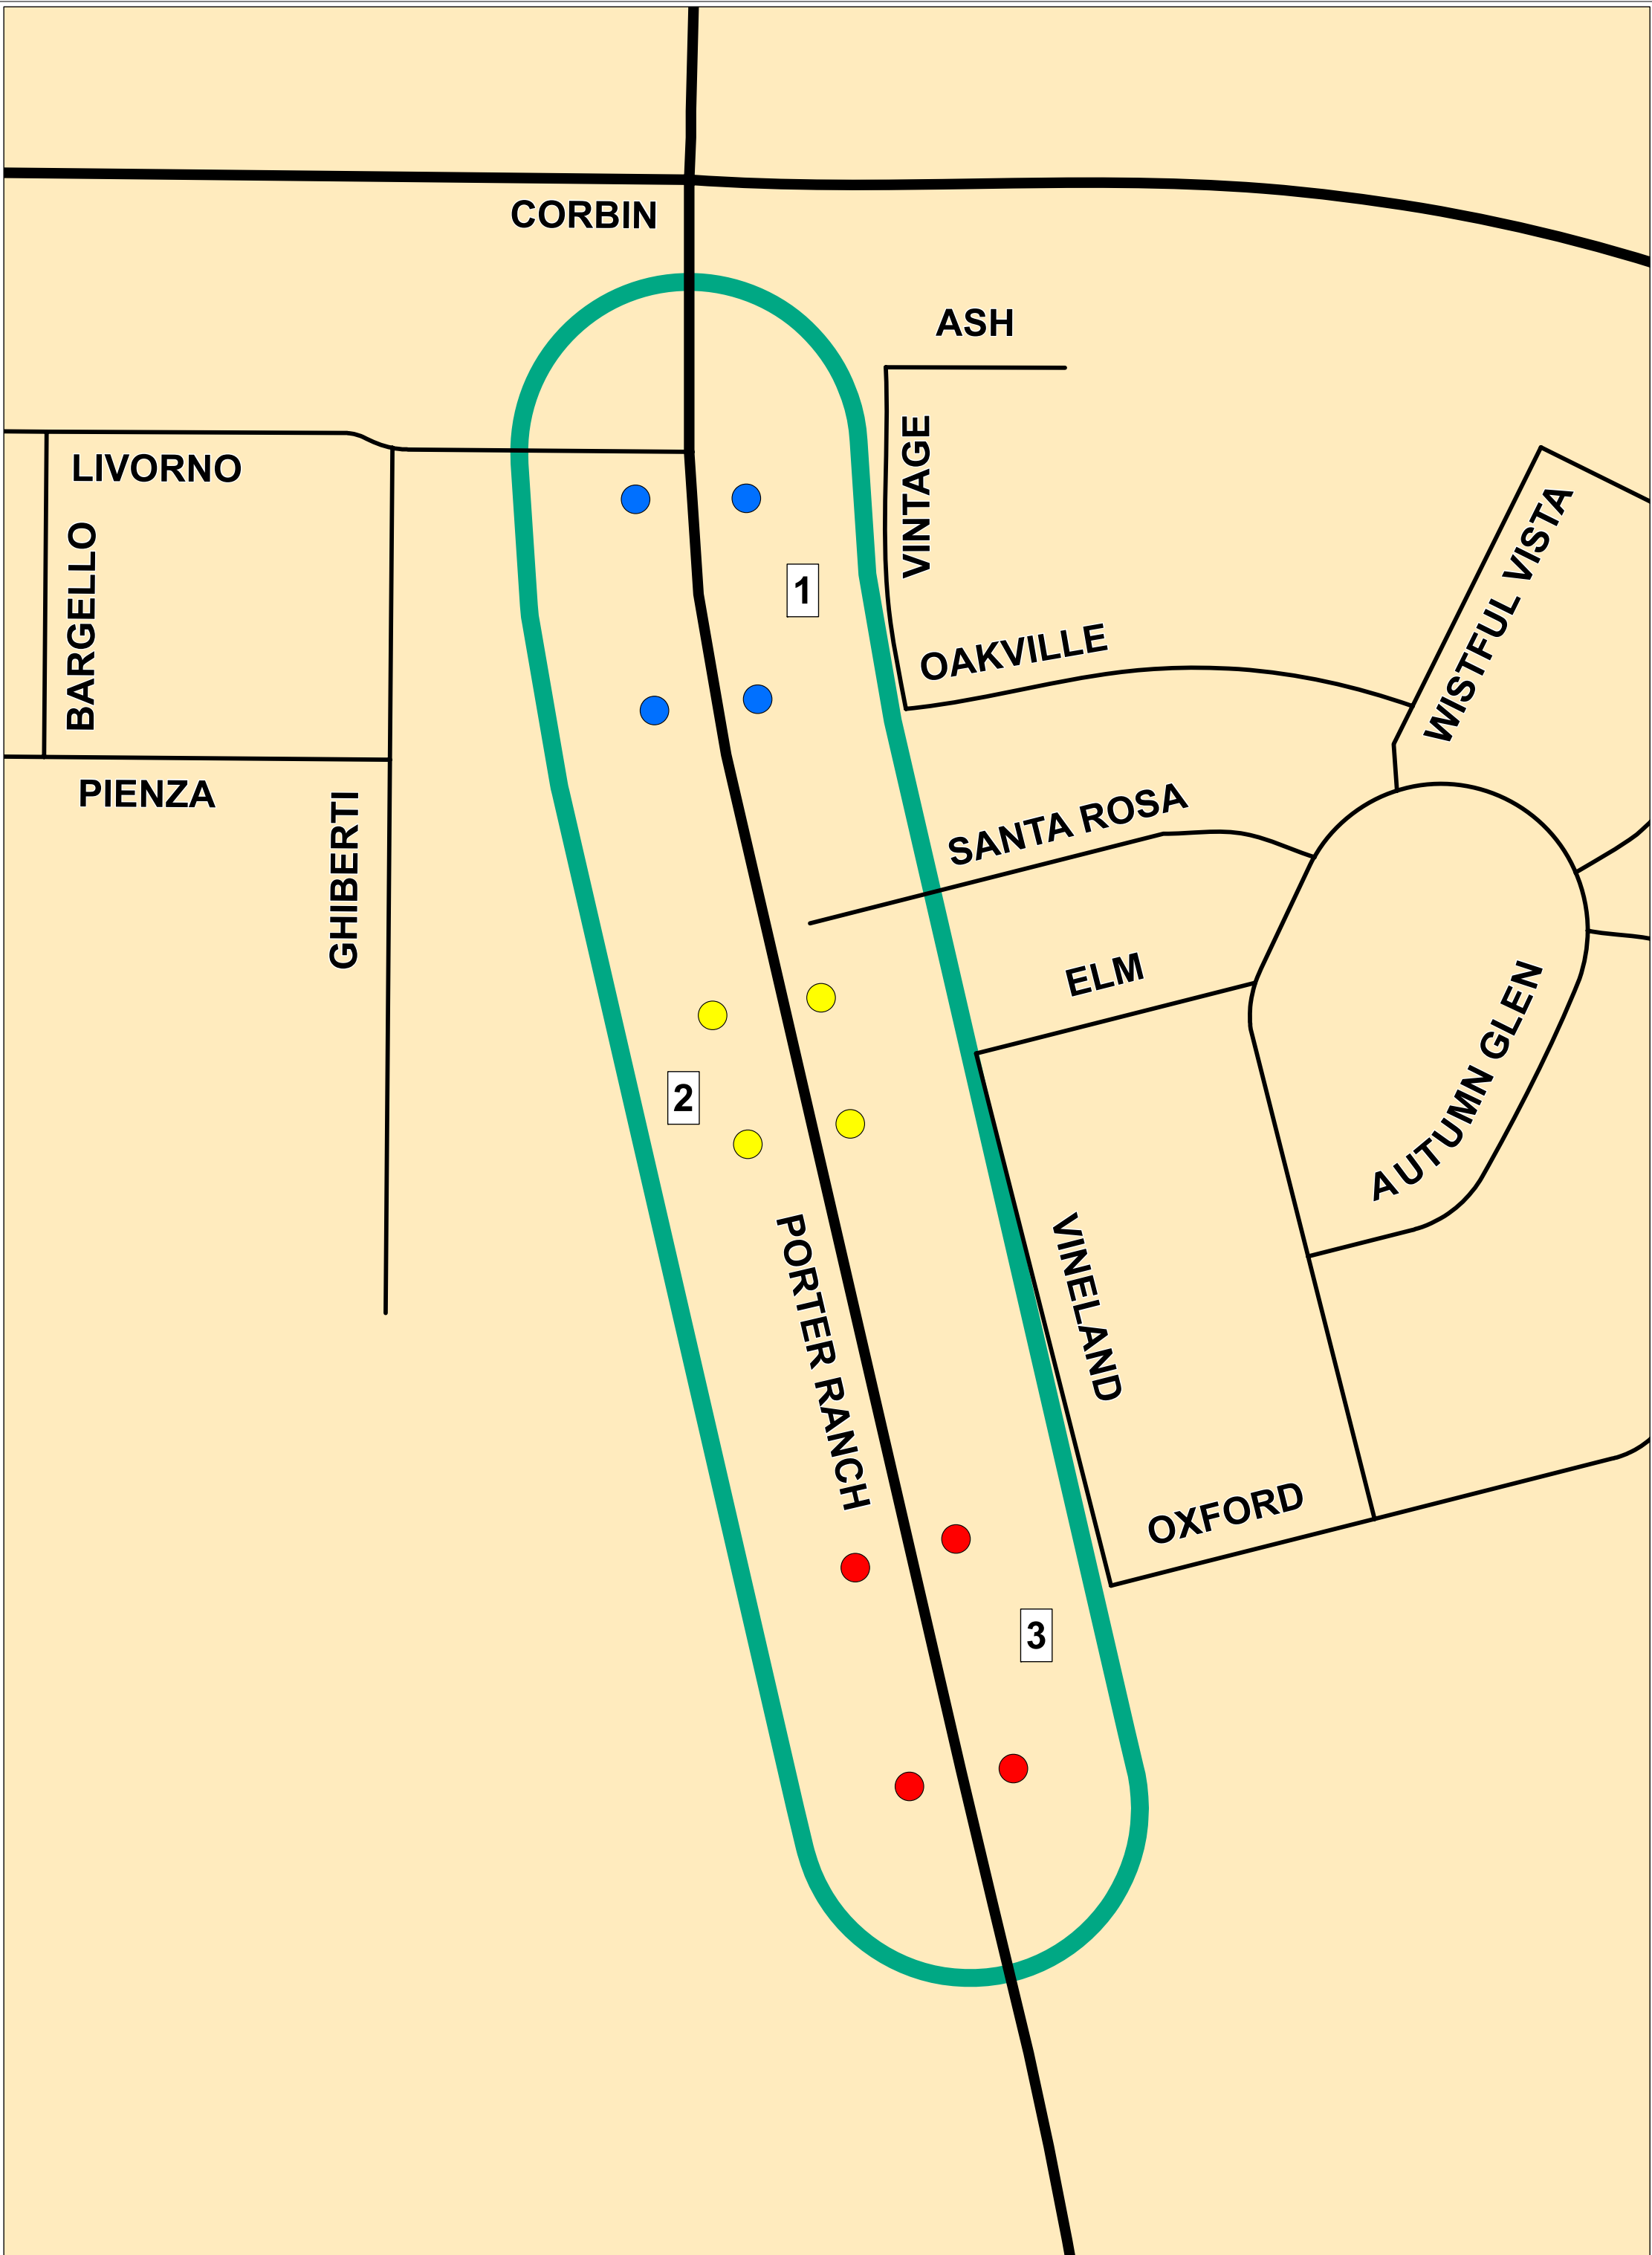 CORBIN
ASH
LIVORNO
VINTAGE
BARGELLO
WISTFUL VISTA
1
OAKVILLE
PIENZA
GHIBERTI
SANTA ROSA
ELM
AUTUMN GLEN
2
PORTER RANCH
VINELAND
OXFORD
3